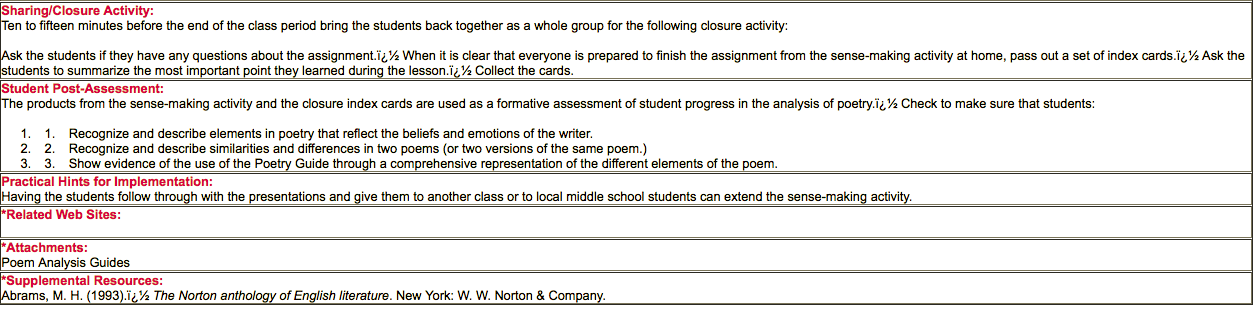 Sharing/Closure Activity:
Ten to fifteen minutes before the end of the class period bring the students back together as a whole group for the following closure activity:
Ask the students if they have any questions about the assignment.ï¿½ When it is clear that everyone is prepared to finish the assignment from the sense-making activity at home, pass out a set of index cards.ï¿½ Ask the
students to summarize the most important point they learned during the lesson.ï¿½ Collect the cards.
Student Post-Assessment:
The products from the sense-making activity and the closure index cards are used as a formative assessment of student progress in the analysis of poetry.ï¿½ Check to make sure that students:
1. 1. Recognize and describe elements in poetry that reflect the beliefs and emotions of the writer.
2. 2. Recognize and describe similarities and differences in two poems (or two versions of the same poem.)
3. 3. Show evidence of the use of the Poetry Guide through a comprehensive representation of the different elements of the poem.
Practical Hints for Implementation:
Having the students follow through with the presentations and give them to another class or to local middle school students can extend the sense-making activity.
*Related Web Sites:
*Attachments:
Poem Analysis Guides
*Supplemental Resources:
Abrams, M. H. (1993).ï¿½ The Norton anthology of English literature. New York: W. W. Norton & Company.